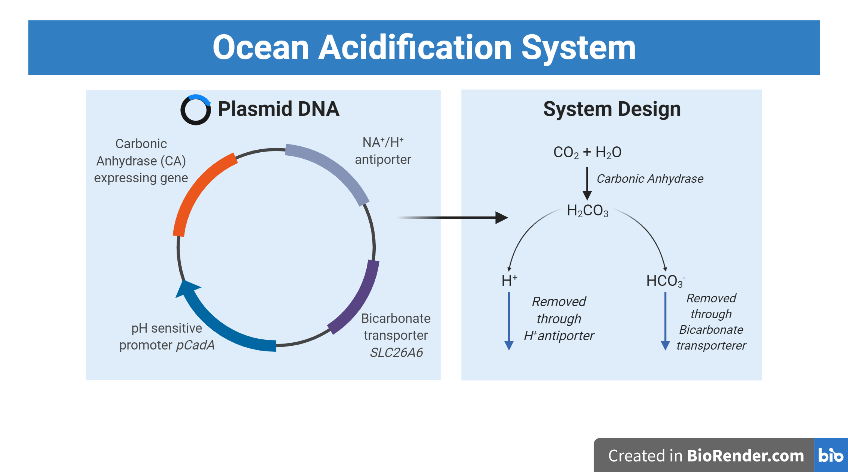 Ocean Acidification System
Plasmid DNA
Carbonic
Anhydrase (CA)
expressing gene
NA⁺/H⁺
antiporter
pH sensitive
promoter pCadA
Bicarbonate
transporter
SLC26A6
System Design
CO₂ + H₂O
Carbonic Anhydrase
H₂CO₃
H⁺
HCO₃⁻
Removed
through
H⁺antiporter
Removed
through
Bicarbonate
transporterer
Created in BioRender.com bio